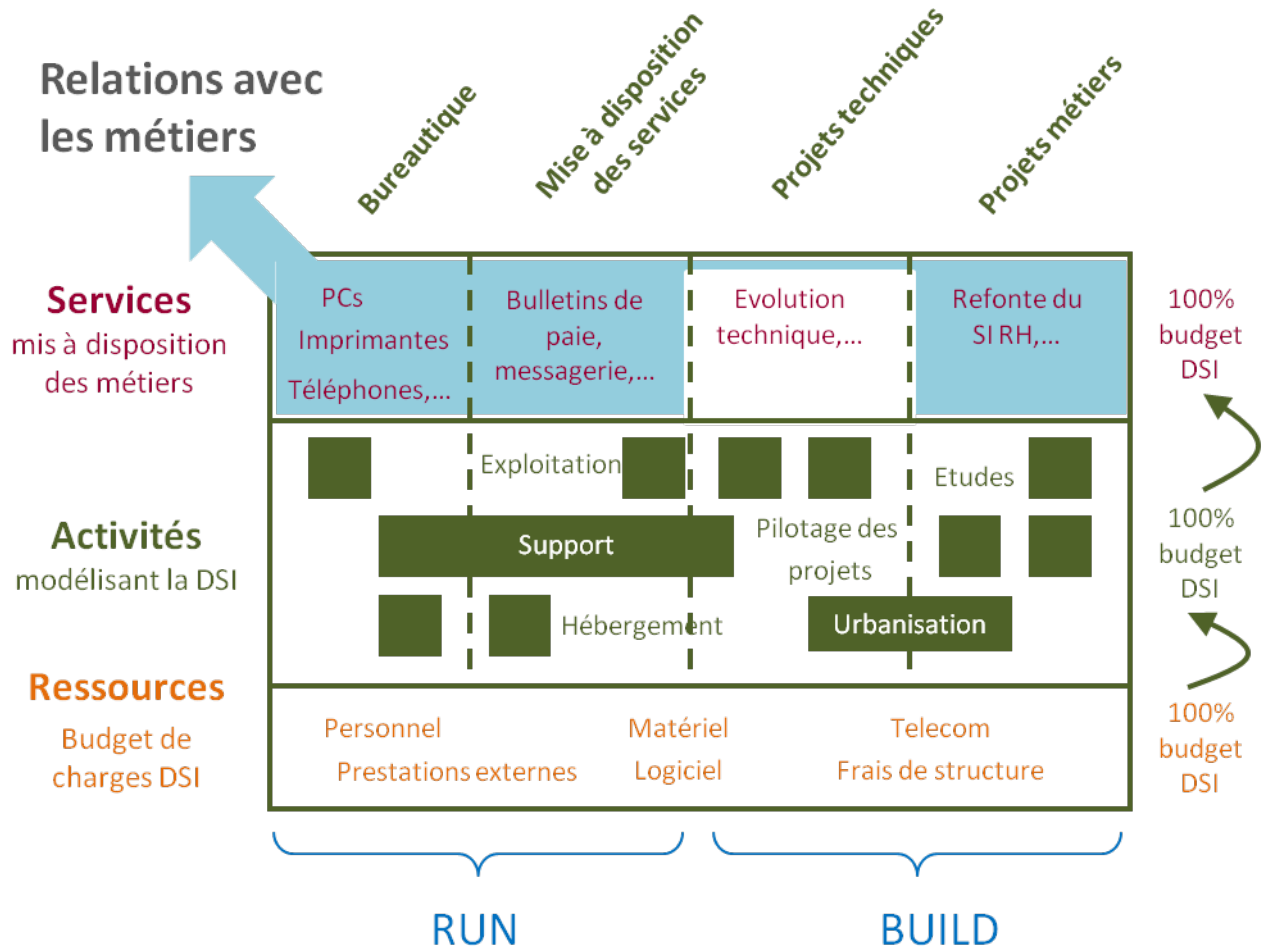 Relations avec
les métiers
Bureautique
Mise à disposition
des services
Projets techniques
Projets métiers
Services
mis à disposition
des métiers
PCs
Imprimantes
Téléphones,...
Bulletins de
paie,
messagerie,...
Evolution
technique,...
Refonte du
SI RH,...
100%
budget
DSI
Activités
modélisant la DSI
Exploitation
Etudes
Support
Pilotage des
projets
Hébergement
Urbanisation
100%
budget
DSI
Ressources
Budget de
charges DSI
Personnel
Matériel
Telecom
Prestations externes
Logiciel
Frais de structure
100%
budget
DSI
RUN
BUILD